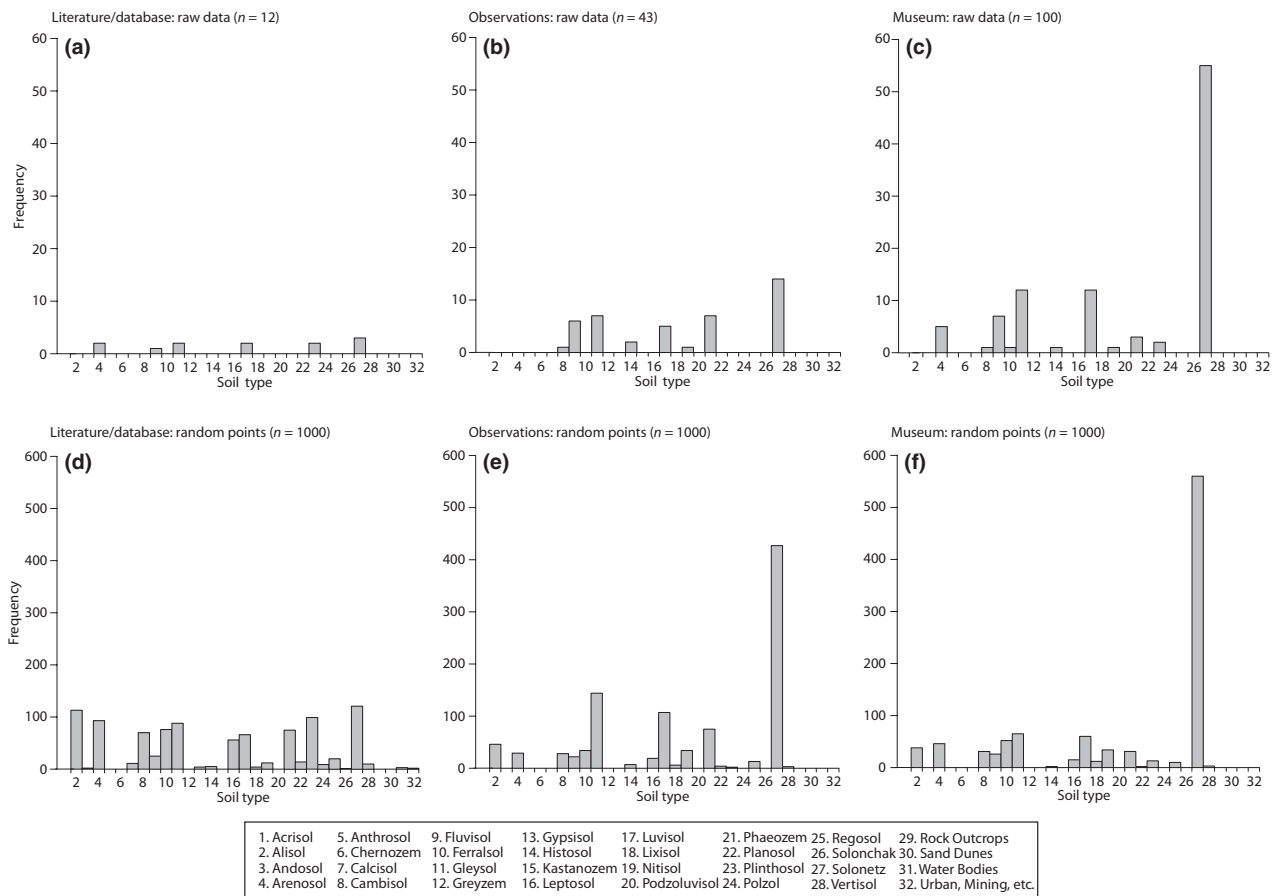 Literature/database: raw data (n = 12)
(a)
60
50
40
30
20
10
0
Frequency
2 4 6 8 10 12 14 16 18 20 22 24 26 28 30 32
Soil type
Observations: raw data (n = 43)
(b)
60
50
40
30
20
10
0
2 4 6 8 10 12 14 16 18 20 22 24 26 28 30 32
Soil type
Museum: raw data (n = 100)
(c)
60
50
40
30
20
10
0
2 4 6 8 10 12 14 16 18 20 22 24 26 28 30 32
Soil type
Literature/database: random points (n = 1000)
(d)
600
500
400
300
200
100
0
Frequency
2 4 6 8 10 12 14 16 18 20 22 24 26 28 30 32
Soil type
Observations: random points (n = 1000)
(e)
600
500
400
300
200
100
0
2 4 6 8 10 12 14 16 18 20 22 24 26 28 30 32
Soil type
Museum: random points (n = 1000)
(f)
600
500
400
300
200
100
0
2 4 6 8 10 12 14 16 18 20 22 24 26 28 30 32
Soil type
1. Acrisol 5. Anthrosol 9. Fluvisol 13. Gypsisol 17. Luvisol 21. Phaeozem 25. Regosol 29. Rock Outcrops
2. Alisol 6. Chernozem 10. Ferralsol 14. Histosol 18. Lixisol 22. Planosol 26. Solonchak 30. Sand Dunes
3. Andosol 7. Calcisol 11. Gleysol 15. Kastanozem 19. Nitisol 23. Plinthosol 27. Solonetz 31. Water Bodies
4. Arenosol 8. Cambisol 12. Greyzem 16. Leptosol 20. Podzoluvisol 24. Polzol 28. Vertisol 32. Urban, Mining, etc.